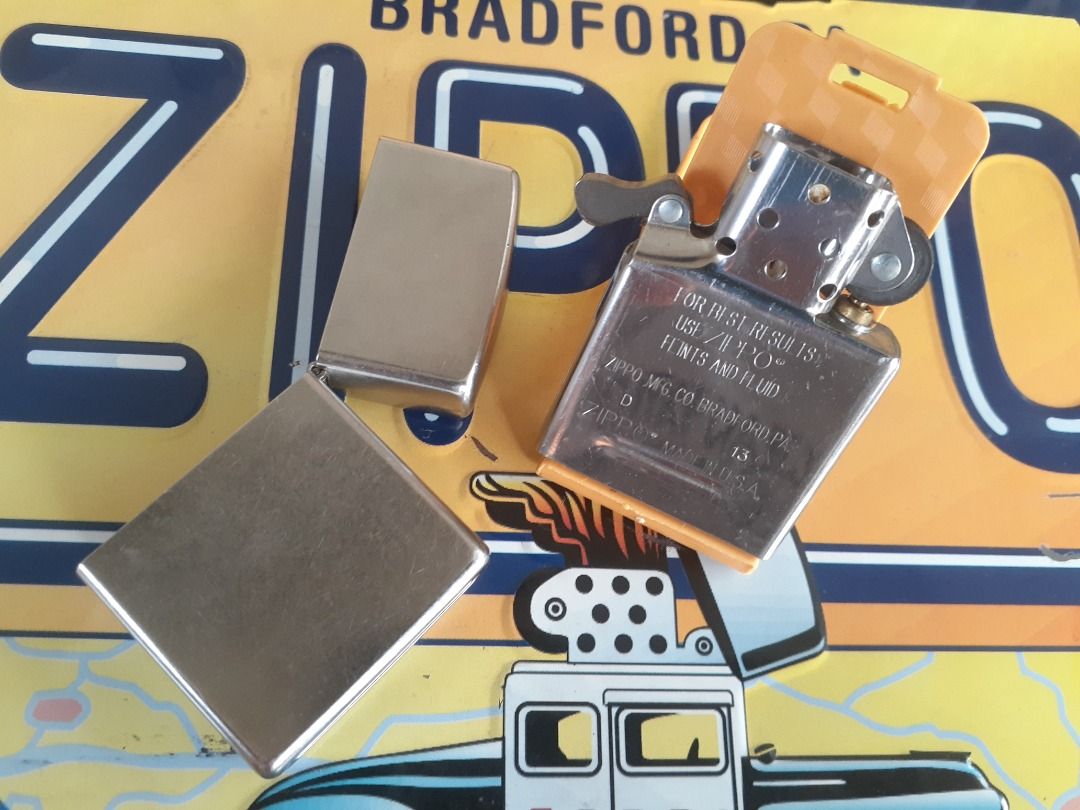 BRADFORD
ZIPPO
FOR BEST RESULTS
USE ZIPPO®
FLINTS AND FLUID
ZIPPO MFG. CO. BRADFORD, PA.
D 13
ZIPPO® MADE IN U.S.A.